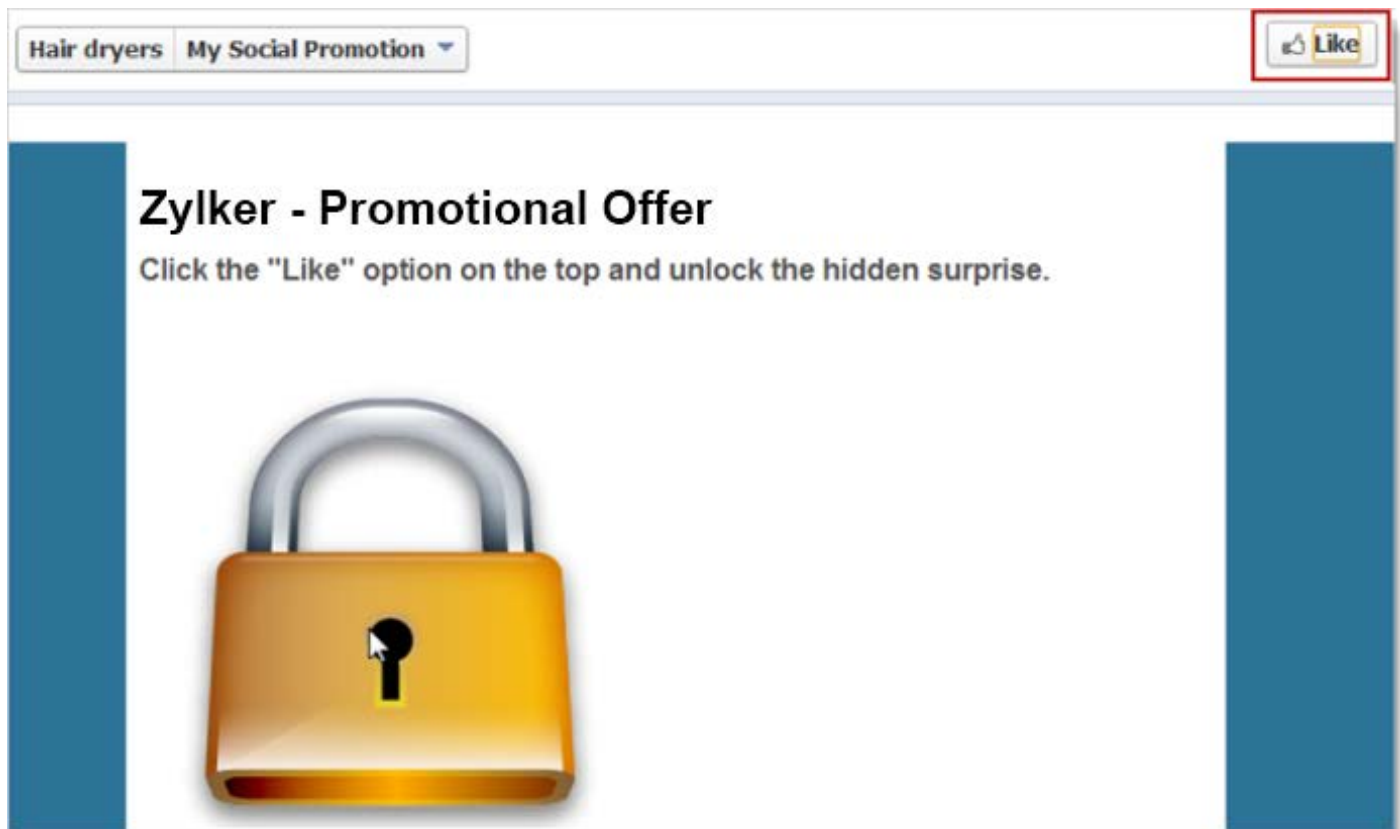 Hair dryers My Social Promotion
Like
Zylker - Promotional Offer
Click the "Like" option on the top and unlock the hidden surprise.